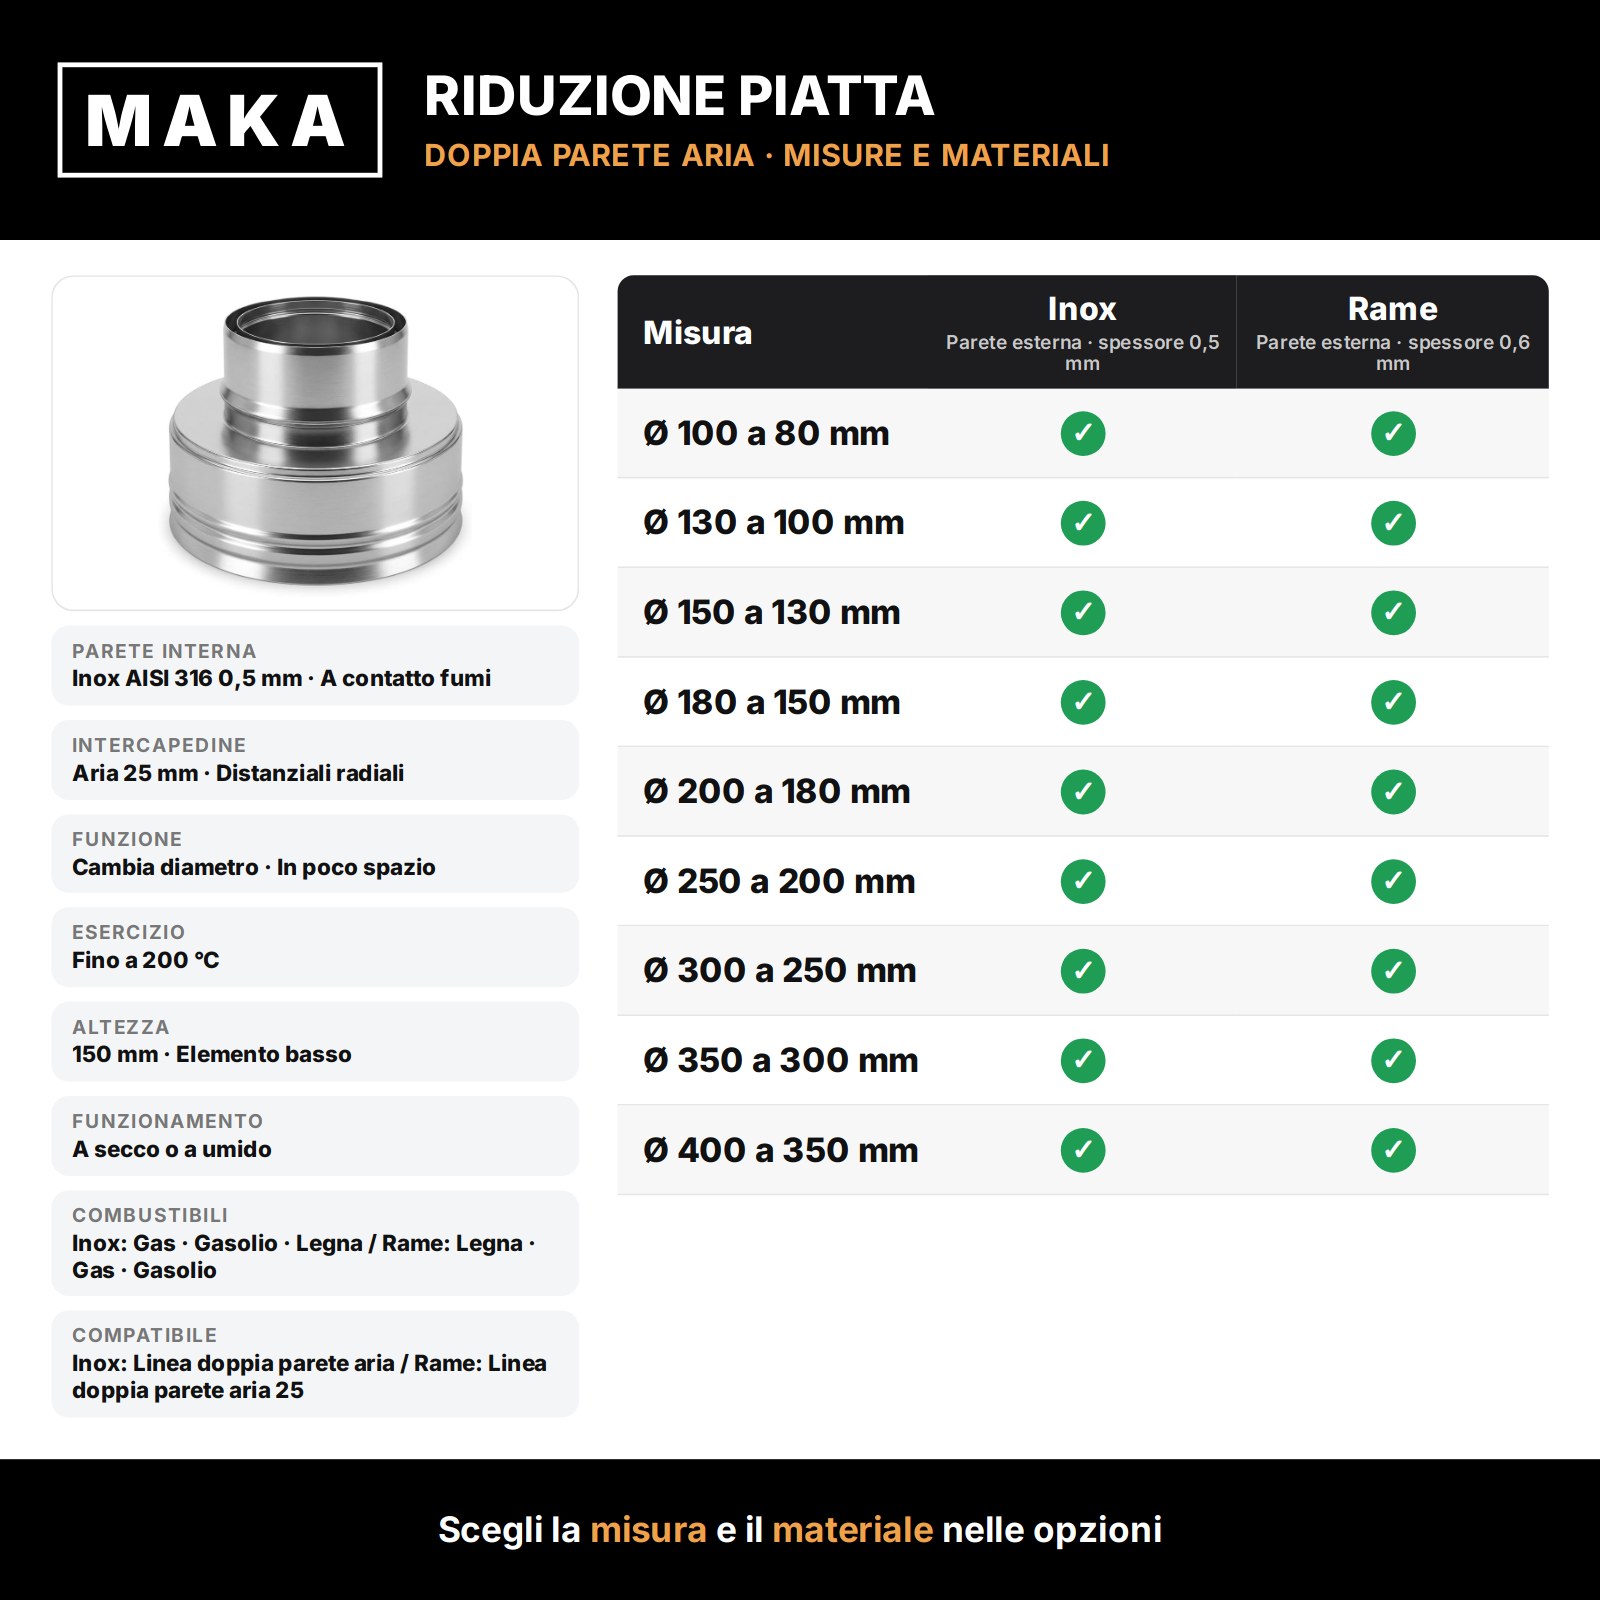 MAKA
RIDUZIONE PIATTA
DOPPIA PARETE ARIA · MISURE E MATERIALI
PARETE INTERNA
Inox AISI 316 0,5 mm · A contatto fumi
INTERCAPEDINE
Aria 25 mm · Distanziali radiali
FUNZIONE
Cambia diametro · In poco spazio
ESERCIZIO
Fino a 200 °C
ALTEZZA
150 mm · Elemento basso
FUNZIONAMENTO
A secco o a umido
COMBUSTIBILI
Inox: Gas · Gasolio · Legna / Rame: Legna ·
Gas · Gasolio
COMPATIBILE
Inox: Linea doppia parete aria / Rame: Linea
doppia parete aria 25
Misura
Inox
Parete esterna · spessore 0,5
mm
Rame
Parete esterna · spessore 0,6
mm
Ø 100 a 80 mm ✓ ✓
Ø 130 a 100 mm ✓ ✓
Ø 150 a 130 mm ✓ ✓
Ø 180 a 150 mm ✓ ✓
Ø 200 a 180 mm ✓ ✓
Ø 250 a 200 mm ✓ ✓
Ø 300 a 250 mm ✓ ✓
Ø 350 a 300 mm ✓ ✓
Ø 400 a 350 mm ✓ ✓
Scegli la misura e il materiale nelle opzioni